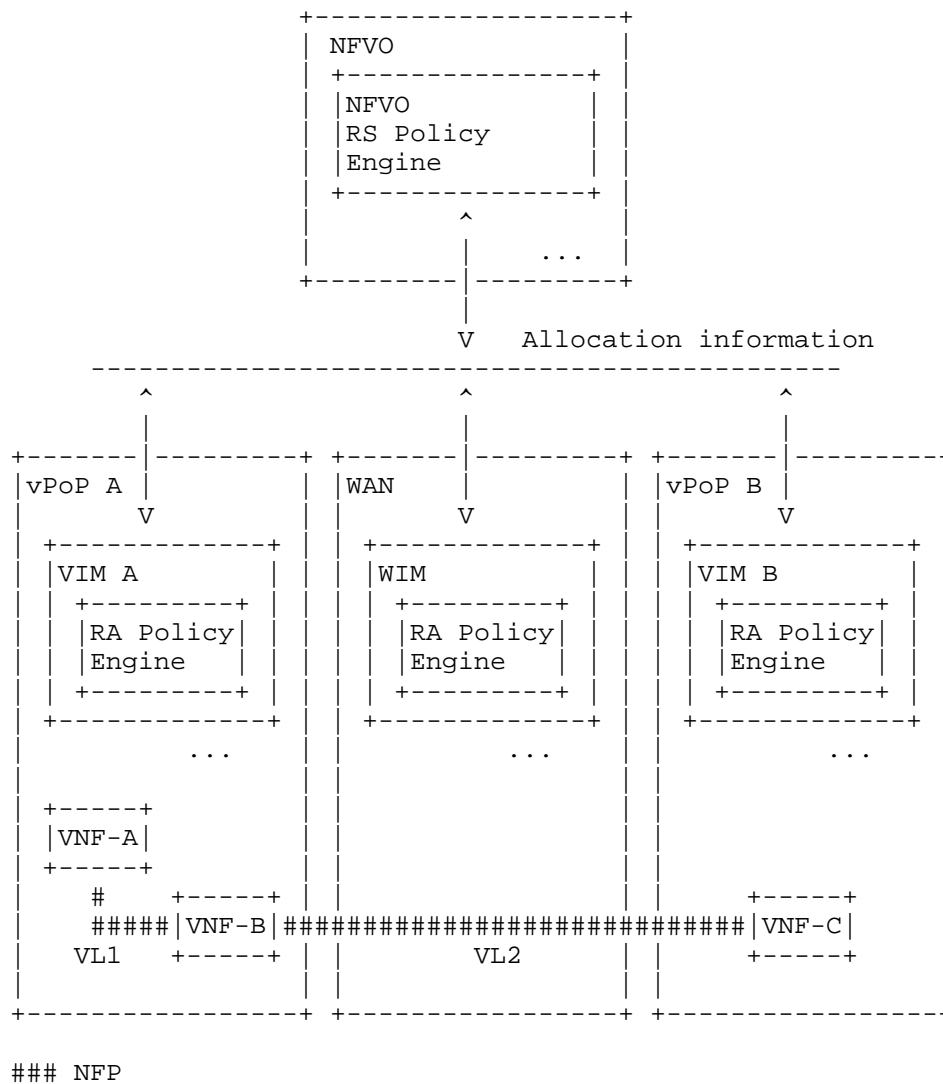 NFVO
NFVO
RS Policy
Engine
...
Allocation information
vPoP A WAN vPoP B
VIM A WIM VIM B
RA Policy RA Policy RA Policy
Engine Engine Engine
... ... ...
VNF-A
#
#####VNF-B#############################VNF-C
VL1 VL2
### NFP